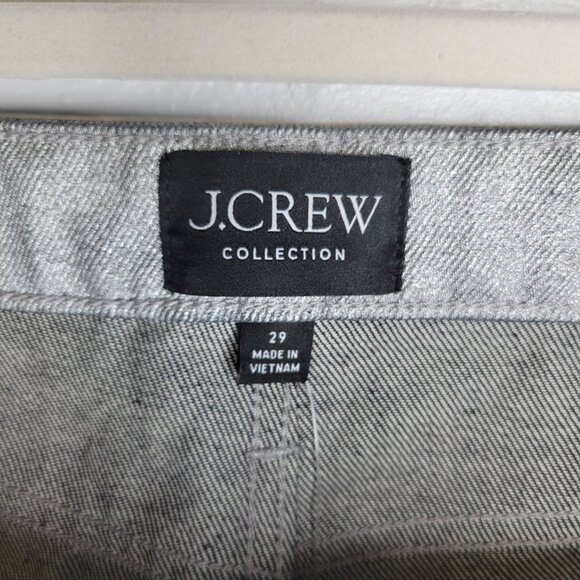 J.CREW
COLLECTION
29
MADE IN
VIETNAM